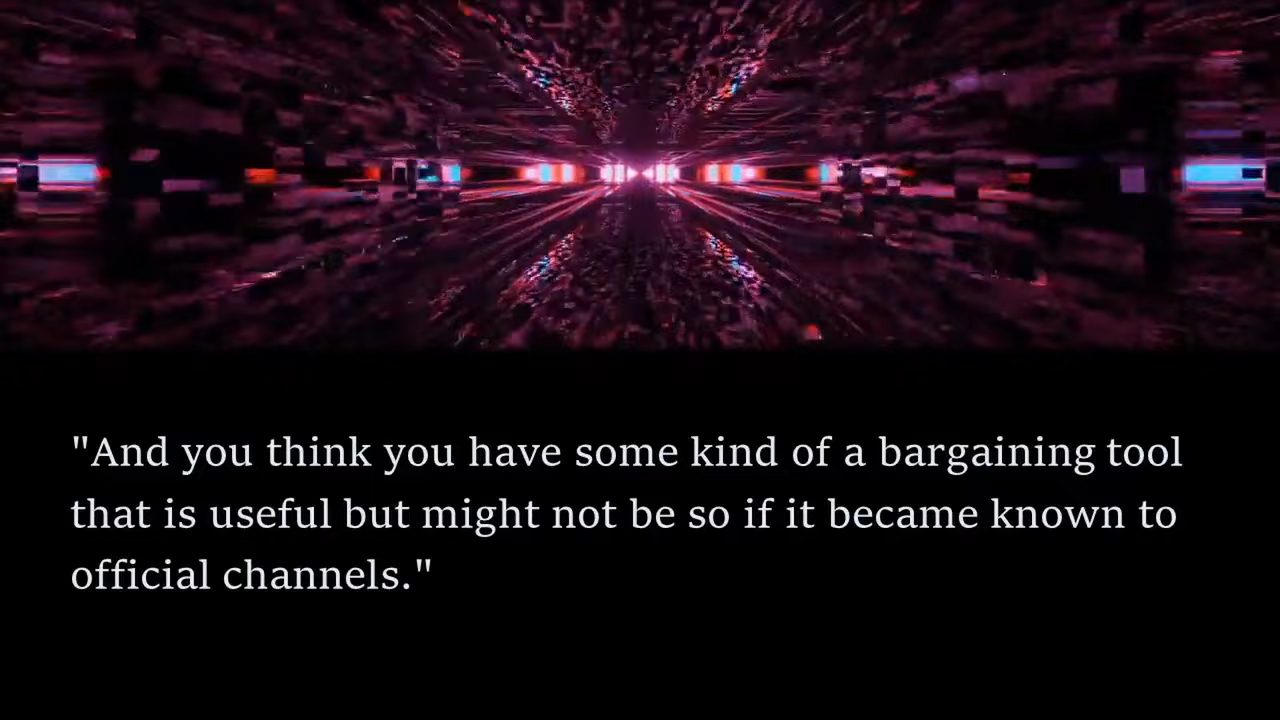 "And you think you have some kind of a bargaining tool
that is useful but might not be so if it became known to
official channels."